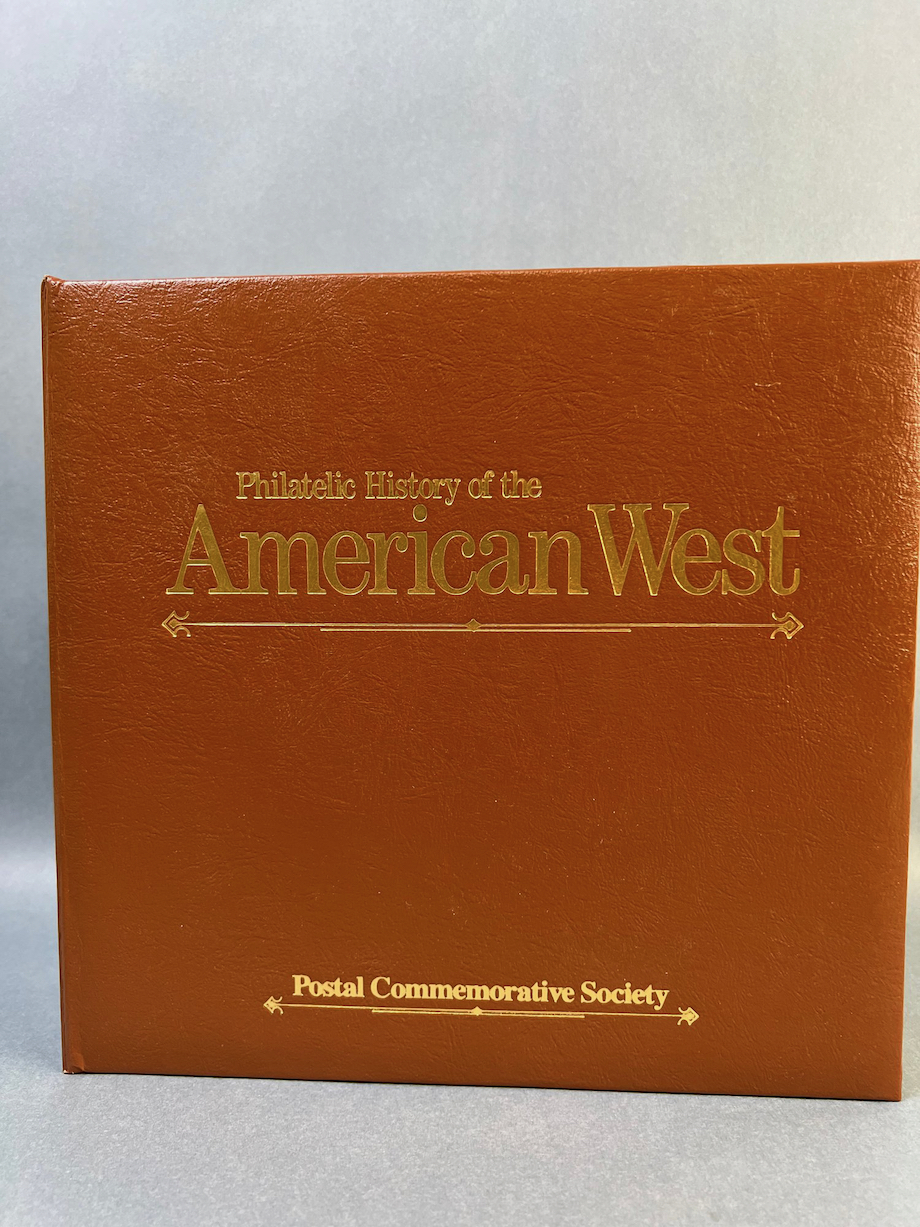 Philatelic History of the
American West
Postal Commemorative Society